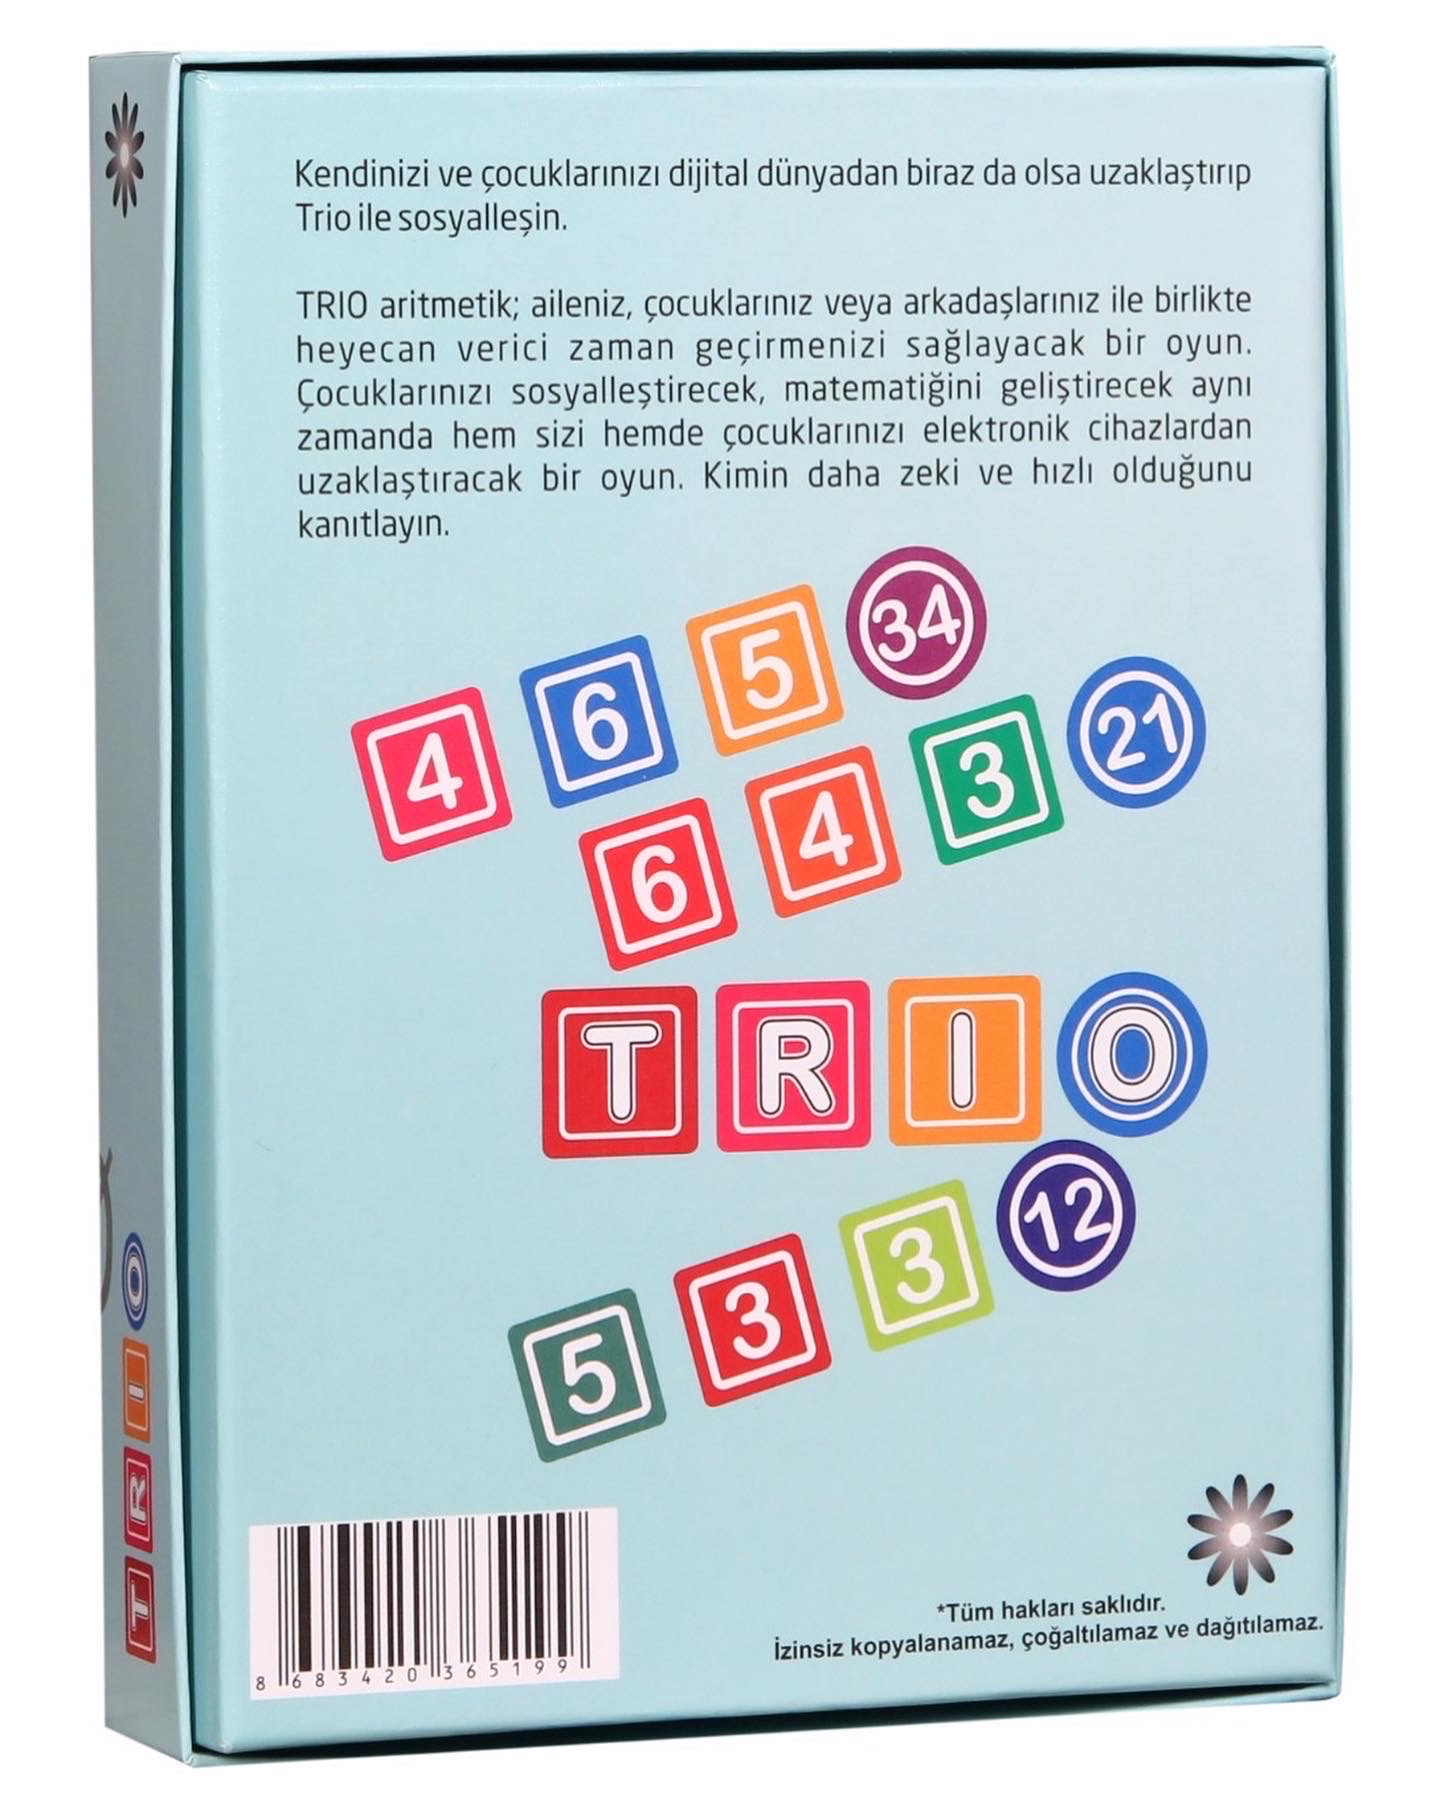 Kendinizi ve çocuklarınızı dijital dünyadan biraz da olsa uzaklaştırıp
Trio ile sosyalleşin.
TRIO aritmetik; aileniz, çocuklarınız veya arkadaşlarınız ile birlikte
heyecan verici zaman geçirmenizi sağlayacak bir oyun.
Çocuklarınızı sosyalleştirecek, matematiğini geliştirecek aynı
zamanda hem sizi hemde çocuklarınızı elektronik cihazlardan
uzaklaştıracak bir oyun. Kimin daha zeki ve hızlı olduğunu
kanıtlayın.
4 6 5 34
6 4 3 21
TRIO
5 3 3 12
TRIO
8 683420 365199
*Tüm hakları saklıdır.
İzinsiz kopyalanamaz, çoğaltılamaz ve dağıtılamaz.